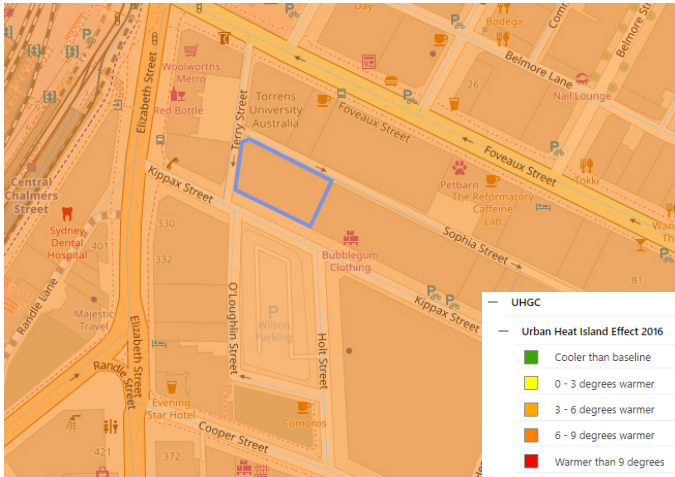 Day
Bodega
Woolworths
Metro
Red Bottle
Torrens
University
Australia
Terry Street
Elizabeth Street
Foveaux Street
Foveaux Street
26
Belmore Lane
Belmore St
Nail Lounge
Central
Chalmers
Street
Sydney
Dental
Hospital
Kippax Street
Petbarn
The Reformatory
Caffeine
Lab
Tokki
330
332
401
Randle Lane
Majestic
Travel
Bubblegum
Clothing
Sophia Street
81
Kippax Street
O'Loughlin Street
P
Wilson
Parking
Holt Street
Elizabeth Street
Randle Street
Evening
Star Hotel
Comoros
Cooper Street
421
372
UHGC
Urban Heat Island Effect 2016
Cooler than baseline
0 - 3 degrees warmer
3 - 6 degrees warmer
6 - 9 degrees warmer
Warmer than 9 degrees